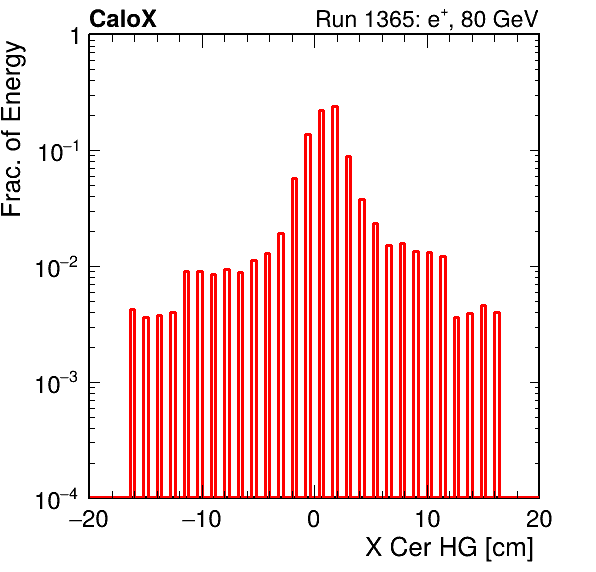 CaloX Run 1365: e⁺, 80 GeV
Frac. of Energy
1
10⁻¹
10⁻²
10⁻³
10⁻⁴
−20 −10 0 10 20
X Cer HG [cm]